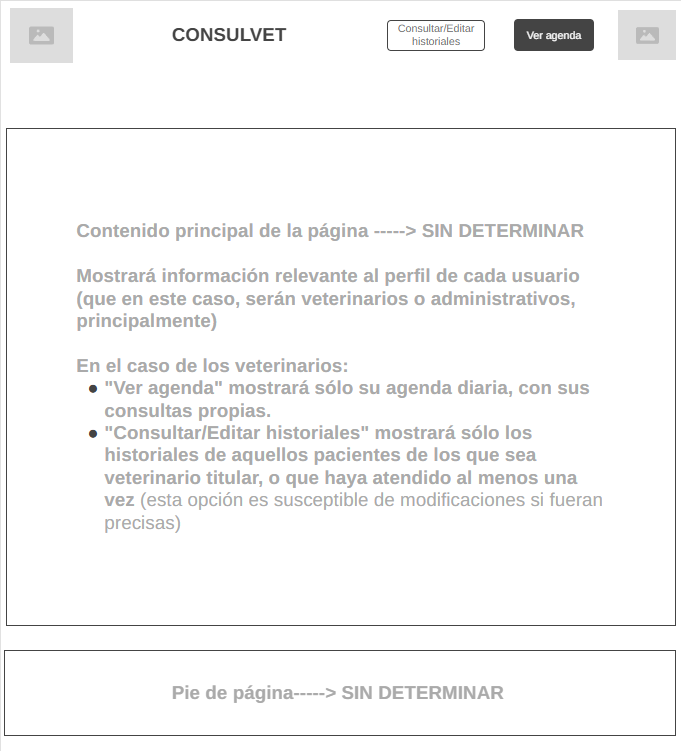 CONSULVET
Consultar/Editar
historiales
Ver agenda
Contenido principal de la página -----> SIN DETERMINAR
Mostrará información relevante al perfil de cada usuario
(que en este caso, serán veterinarios o administrativos,
principalmente)
En el caso de los veterinarios:
● "Ver agenda" mostrará sólo su agenda diaria, con sus
consultas propias.
● "Consultar/Editar historiales" mostrará sólo los
historiales de aquellos pacientes de los que sea
veterinario titular, o que haya atendido al menos una
vez (esta opción es susceptible de modificaciones si fueran
precisas)
Pie de página-----> SIN DETERMINAR